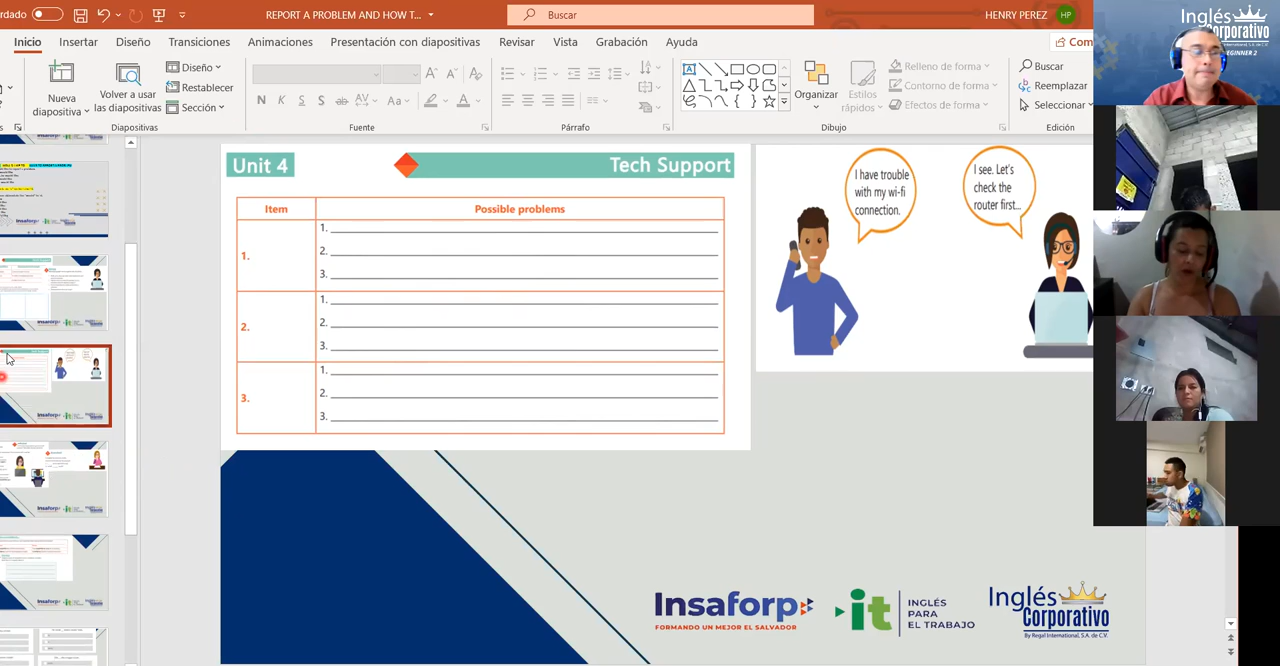 rdado
REPORT A PROBLEM AND HOW T...
Buscar
HENRY PEREZ
HP
Inicio
Insertar
Diseño
Transiciones
Animaciones
Presentación con diapositivas
Revisar
Vista
Grabación
Ayuda
Com
Nueva
diapositiva
Volver a usar
las diapositivas
Diseño
Restablecer
Sección
Diapositivas
N
K
S
S
ab
AV
Aa
A
Fuente
Párrafo
Organizar
Estilos
rápidos
Relleno de forma
Contorno de forma
Efectos de forma
Dibujo
Buscar
Reemplazar
Seleccionar
Edición
Inglés
Corporativo
BEGINNER 2
Unit 4
Tech Support
Item
Possible problems
1.
1.
2.
3.
2.
1.
2.
3.
3.
1.
2.
3.
I have trouble
with my wi-fi
connection.
I see. Let's
check the
router first...
Insaforp
FORMANDO UN MEJOR EL SALVADOR
it
INGLÉS
PARA
EL TRABAJO
Inglés
Corporativo
By Regal International, S.A. de C.V.